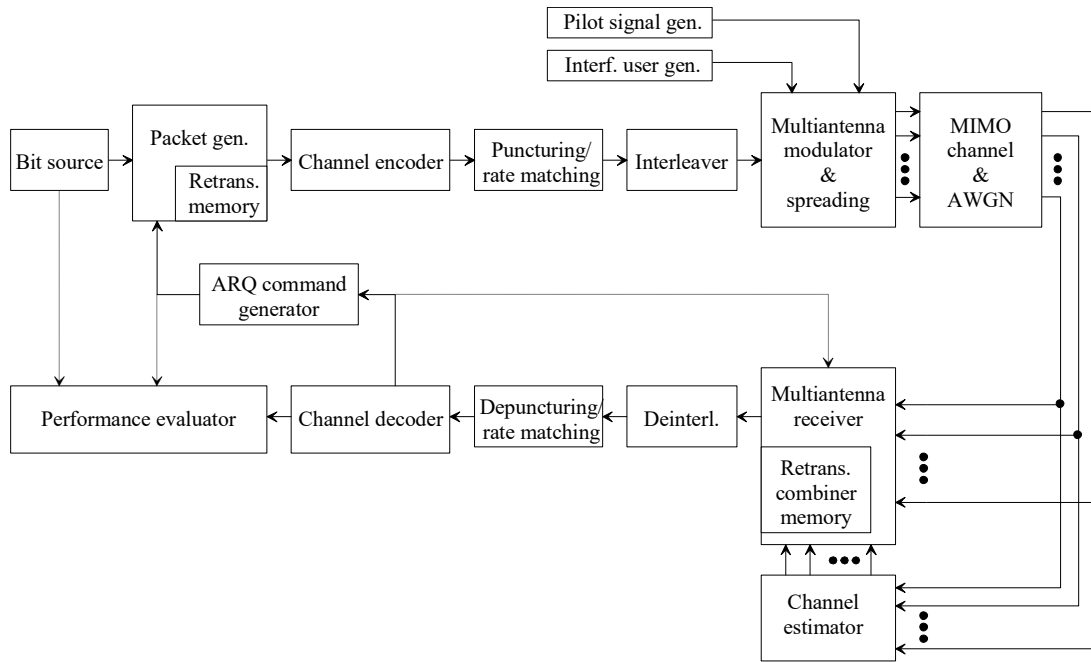 Pilot signal gen.
Interf. user gen.
Bit source
Packet gen.
Retrans.
memory
Channel encoder
Puncturing/
rate matching
Interleaver
Multiantenna
modulator
&
spreading
MIMO
channel
&
AWGN
ARQ command
generator
Performance evaluator
Channel decoder
Depuncturing/
rate matching
Deinterl.
Multiantenna
receiver
Retrans.
combiner
memory
Channel
estimator